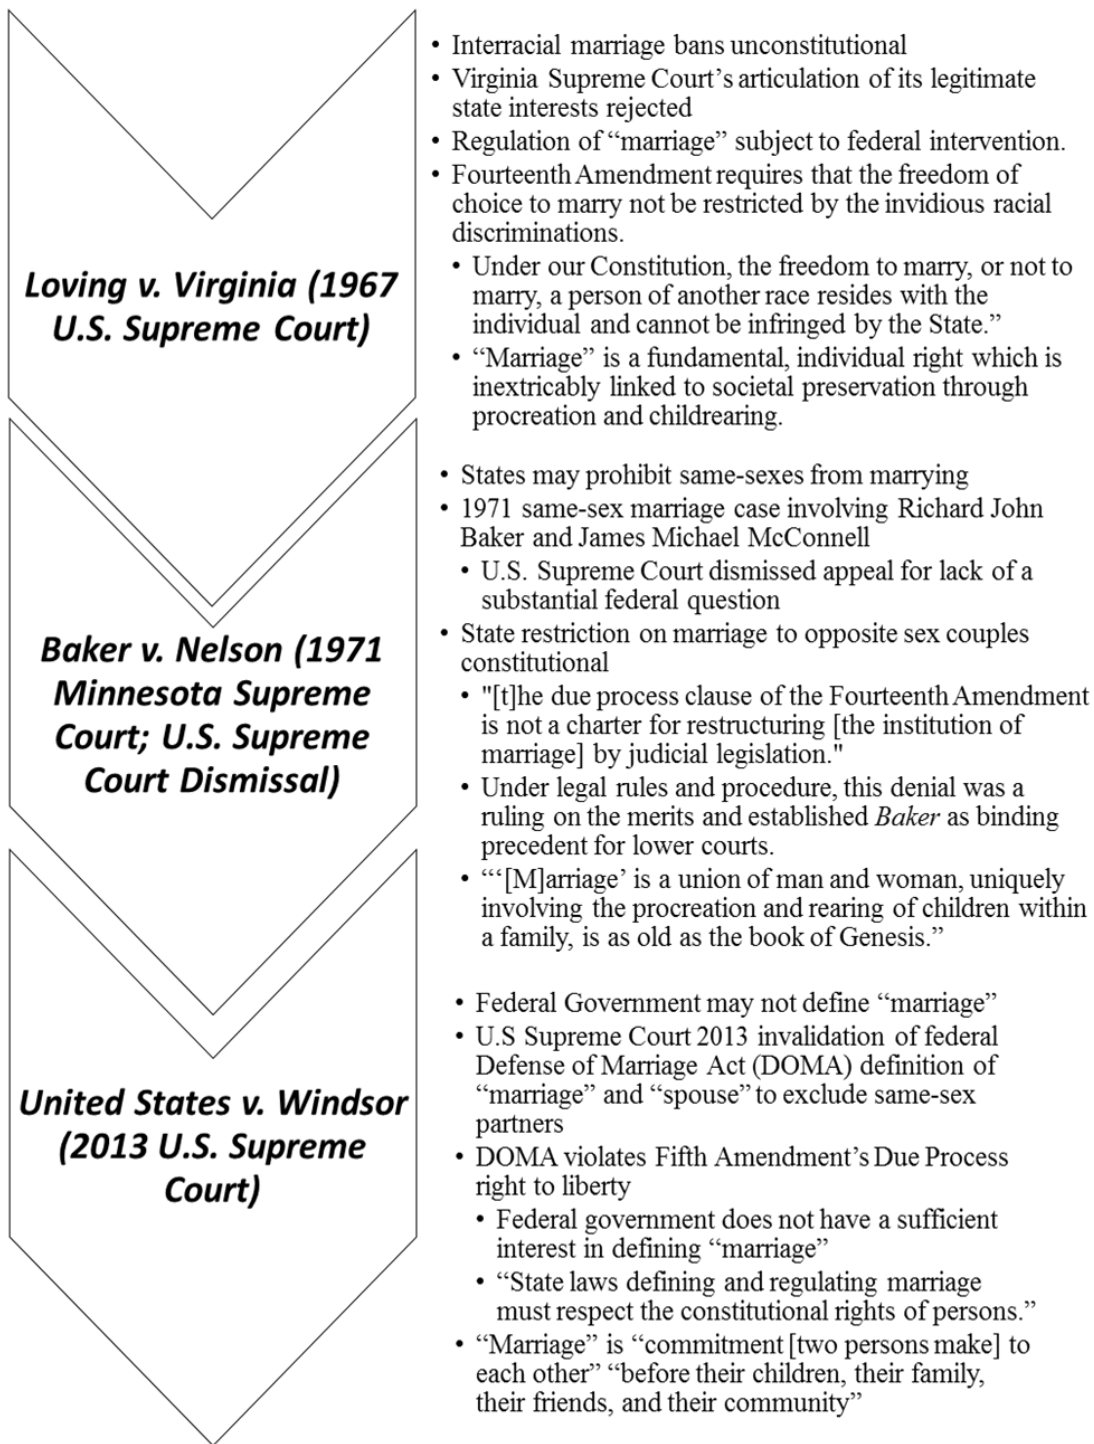 • Interracial marriage bans unconstitutional
• Virginia Supreme Court’s articulation of its legitimate
state interests rejected
• Regulation of “marriage” subject to federal intervention.
• Fourteenth Amendment requires that the freedom of
choice to marry not be restricted by the invidious racial
discriminations.
• Under our Constitution, the freedom to marry, or not to
marry, a person of another race resides with the
individual and cannot be infringed by the State.”
• “Marriage” is a fundamental, individual right which is
inextricably linked to societal preservation through
procreation and childrearing.
Loving v. Virginia (1967
U.S. Supreme Court)
• States may prohibit same-sexes from marrying
• 1971 same-sex marriage case involving Richard John
Baker and James Michael McConnell
• U.S. Supreme Court dismissed appeal for lack of a
substantial federal question
• State restriction on marriage to opposite sex couples
constitutional
• "[t]he due process clause of the Fourteenth Amendment
is not a charter for restructuring [the institution of
marriage] by judicial legislation."
• Under legal rules and procedure, this denial was a
ruling on the merits and established Baker as binding
precedent for lower courts.
• “‘[M]arriage’ is a union of man and woman, uniquely
involving the procreation and rearing of children within
a family, is as old as the book of Genesis.”
Baker v. Nelson (1971
Minnesota Supreme
Court; U.S. Supreme
Court Dismissal)
• Federal Government may not define “marriage”
• U.S Supreme Court 2013 invalidation of federal
Defense of Marriage Act (DOMA) definition of
“marriage” and “spouse” to exclude same-sex
partners
• DOMA violates Fifth Amendment’s Due Process
right to liberty
• Federal government does not have a sufficient
interest in defining “marriage”
• “State laws defining and regulating marriage
must respect the constitutional rights of persons.”
• “Marriage” is “commitment [two persons make] to
each other” “before their children, their family,
their friends, and their community”
United States v. Windsor
(2013 U.S. Supreme
Court)